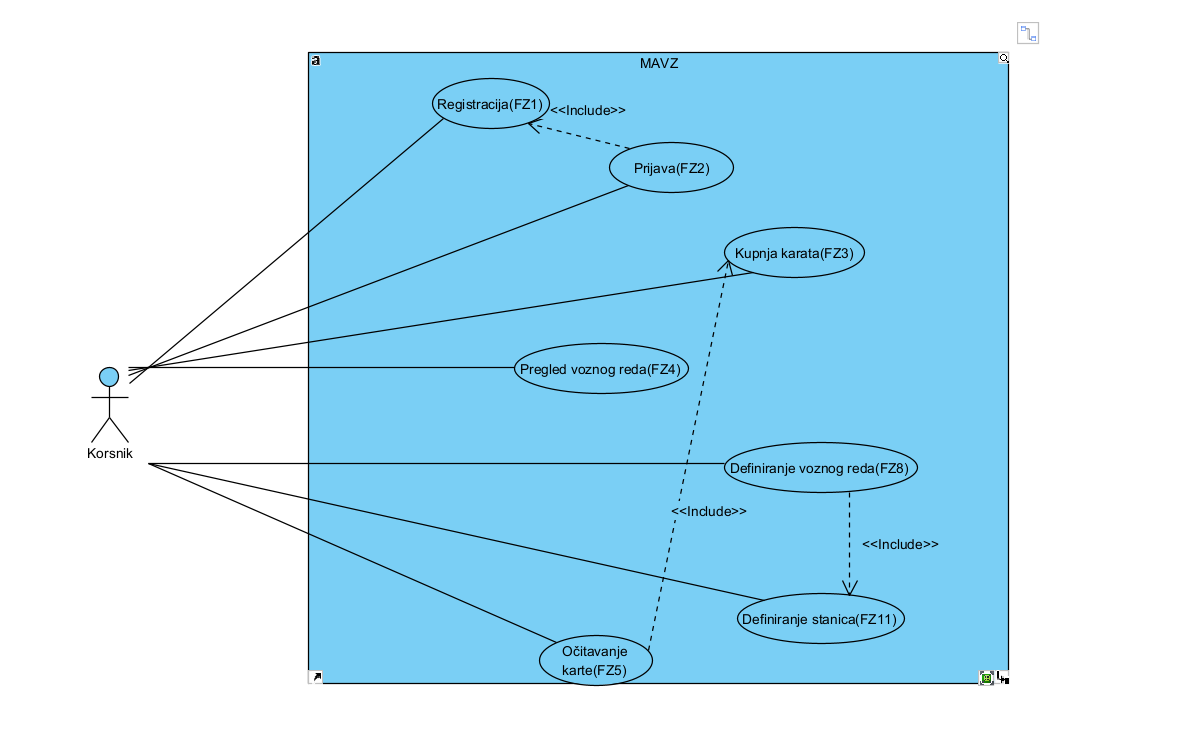 MAVZ
Registracija(FZ1)
<<Include>>
Prijava(FZ2)
Kupnja karata(FZ3)
Pregled voznog reda(FZ4)
Korsnik
Definiranje voznog reda(FZ8)
<<Include>>
<<Include>>
Definiranje stanica(FZ11)
Očitavanje
karte(FZ5)